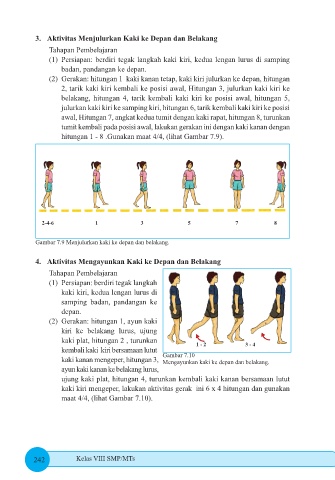 3. Aktivitas Menjulurkan Kaki ke Depan dan Belakang
Tahapan Pembelajaran
(1) Persiapan: berdiri tegak langkah kaki kiri, kedua lengan lurus di samping
badan, pandangan ke depan.
(2) Gerakan: hitungan 1 kaki kanan tetap, kaki kiri julurkan ke depan, hitungan
2, tarik kaki kiri kembali ke posisi awal, Hitungan 3, julurkan kaki kiri ke
belakang, hitungan 4, tarik kembali kaki kiri ke posisi awal, hitungan 5,
julurkan kaki kiri ke samping kiri, hitungan 6, tarik kembali kaki kiri ke posisi
awal, Hitungan 7, angkat kedua tumit dengan kaki rapat, hitungan 8, turunkan
tumit kembali pada posisi awal, lakukan gerakan ini dengan kaki kanan dengan
hitungan 1 - 8 .Gunakan maat 4/4, (lihat Gambar 7.9).
2-4-6 1 3 5 7 8
Gambar 7.9 Menjulurkan kaki ke depan dan belakang.
4. Aktivitas Mengayunkan Kaki ke Depan dan Belakang
Tahapan Pembelajaran
(1) Persiapan: berdiri tegak langkah
kaki kiri, kedua lengan lurus di
samping badan, pandangan ke
depan.
(2) Gerakan: hitungan 1, ayun kaki
kiri ke belakang lurus, ujung
kaki plat, hitungan 2 , turunkan
kembali kaki kiri bersamaan lutut
kaki kanan mengeper, hitungan 3,
ayun kaki kanan ke belakang lurus,
1 - 2 3 - 4
Gambar 7.10
Mengayunkan kaki ke depan dan belakang.
ujung kaki plat, hitungan 4, turunkan kembali kaki kanan bersamaan lutut
kaki kiri mengeper, lakukan aktivitas gerak ini 6 x 4 hitungan dan gunakan
maat 4/4, (lihat Gambar 7.10).
242 Kelas VIII SMP/MTs